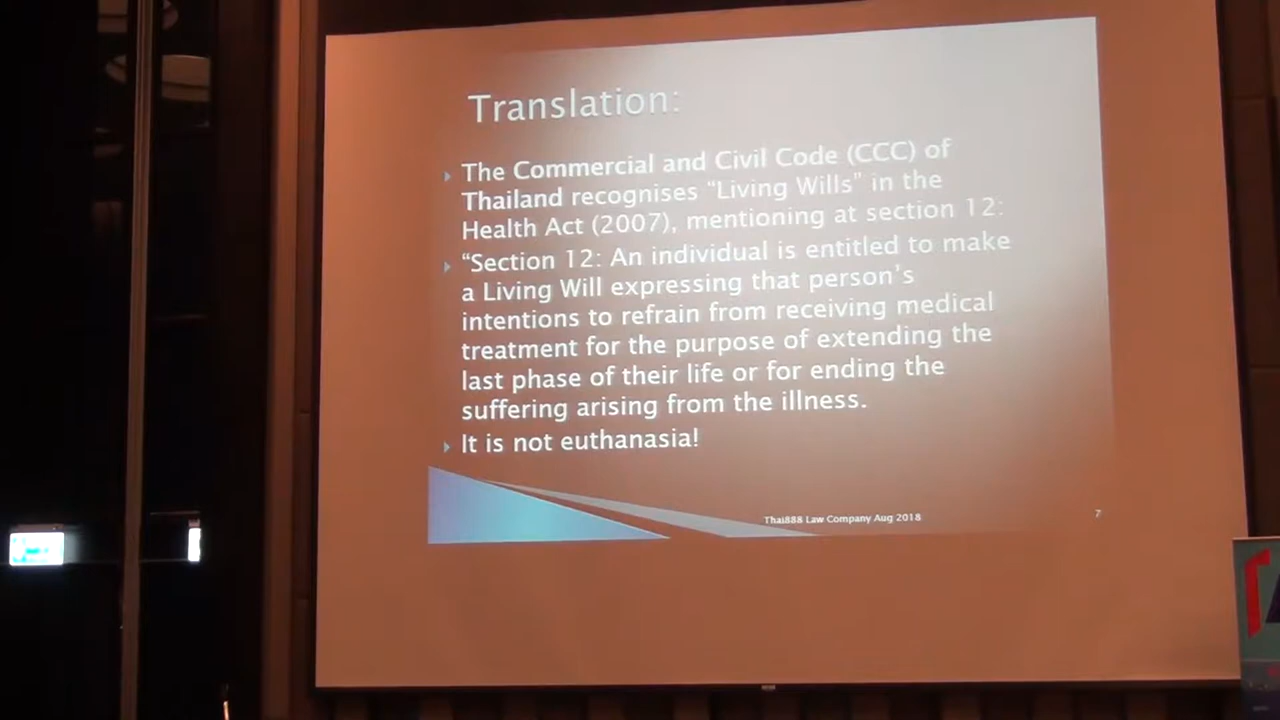 Translation:
The Commercial and Civil Code (CCC) of
Thailand recognises “Living Wills” in the
Health Act (2007), mentioning at section 12:
“Section 12: An individual is entitled to make
a Living Will expressing that person’s
intentions to refrain from receiving medical
treatment for the purpose of extending the
last phase of their life or for ending the
suffering arising from the illness.
It is not euthanasia!
Thai888 Law Company Aug 2018
7